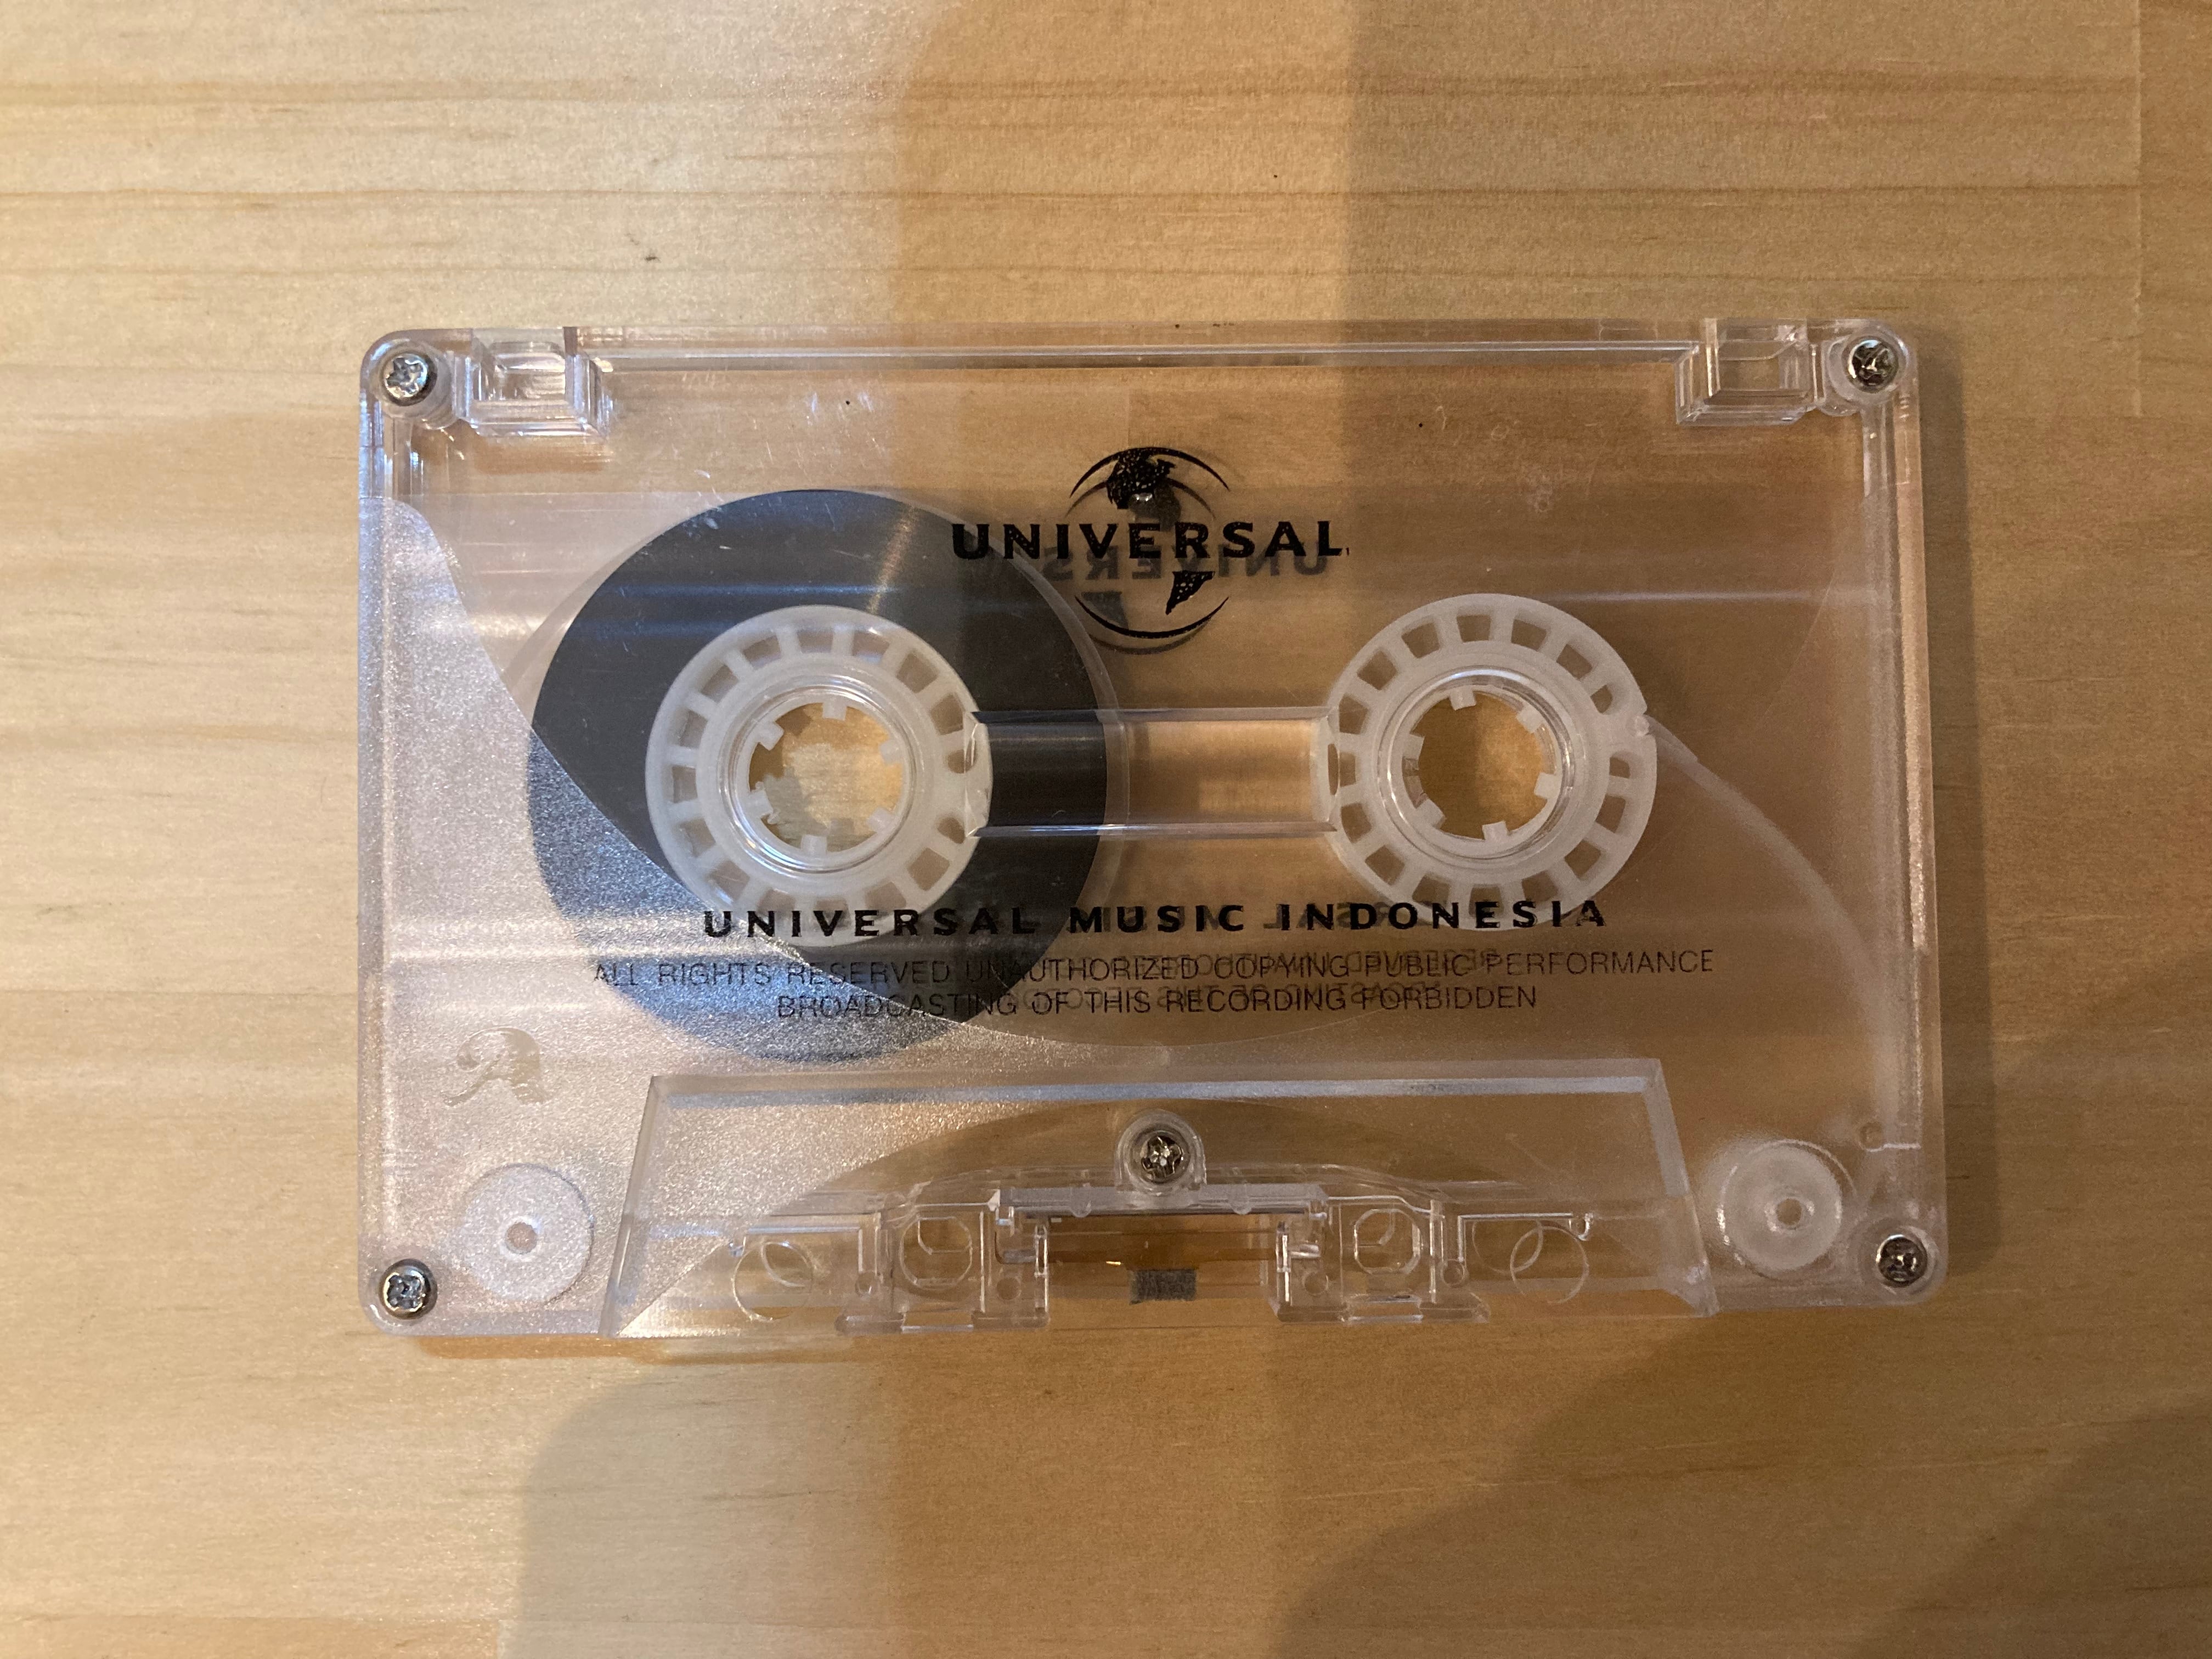 UNIVERSAL
UNIVERSAL MUSIC INDONESIA
ALL RIGHTS RESERVED UNAUTHORIZED COPYING PUBLIC PERFORMANCE
BROADCASTING OF THIS RECORDING FORBIDDEN